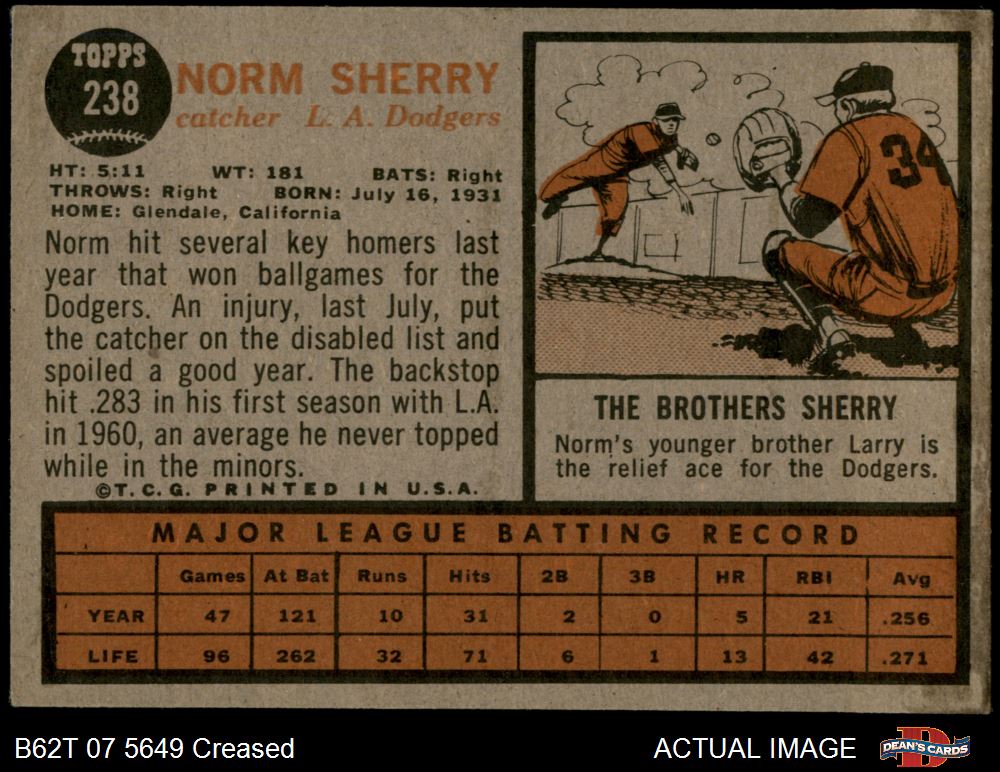 TOPPS
238
NORM SHERRY
catcher L. A. Dodgers
HT: 5:11 WT: 181 BATS: Right
THROWS: Right BORN: July 16, 1931
HOME: Glendale, California
Norm hit several key homers last
year that won ballgames for the
Dodgers. An injury, last July, put
the catcher on the disabled list and
spoiled a good year. The backstop
hit .283 in his first season with L.A.
in 1960, an average he never topped
while in the minors.
©T.C.G. PRINTED IN U.S.A.
34
THE BROTHERS SHERRY
Norm's younger brother Larry is
the relief ace for the Dodgers.
MAJOR LEAGUE BATTING RECORD
Games At Bat Runs Hits 2B 3B HR RBI Avg
YEAR 47 121 10 31 2 0 5 21 .256
LIFE 96 262 32 71 6 1 13 42 .271
B62T 07 5649 Creased
ACTUAL IMAGE
DEAN'S CARDS